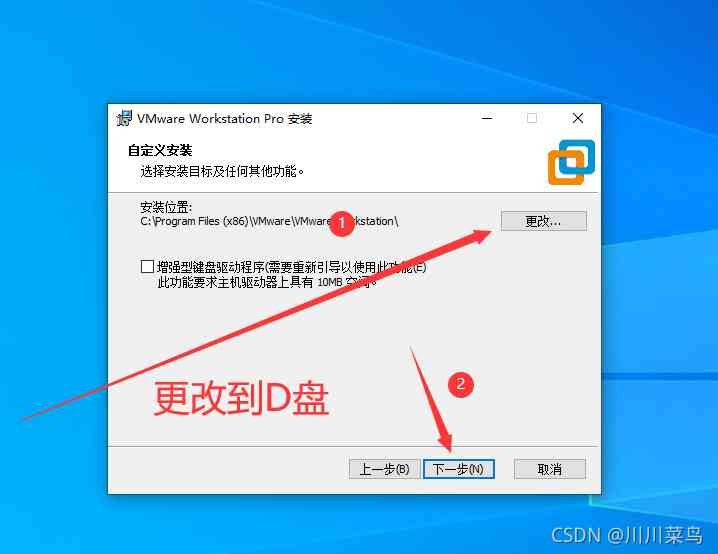 VMware Workstation Pro 安装
自定义安装
选择安装目标及任何其他功能。
安装位置:
C:\Program Files (x86)\VMware\VMware Workstation\
1
更改...
增强型键盘驱动程序(需要重新引导以使用此功能(E)
此功能要求主机驱动器上具有 10MB 空间。
更改到D盘
2
上一步(B)
下一步(N)
取消
CSDN @川川菜鸟